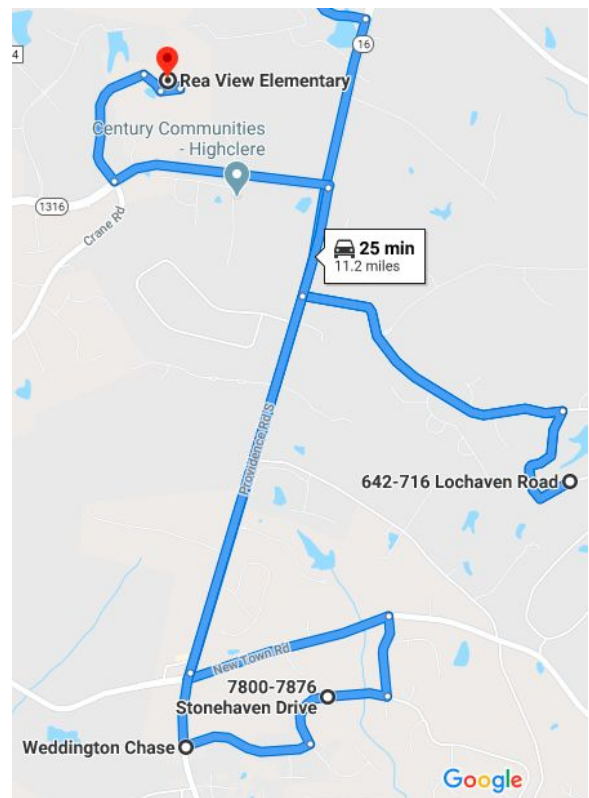 16
4
Rea View Elementary
Century Communities
- Highclere
1316
Crane Rd
25 min
11.2 miles
Providence Rd S
642-716 Lochaven Road
New Town Rd
7800-7876
Stonehaven Drive
Weddington Chase
Google